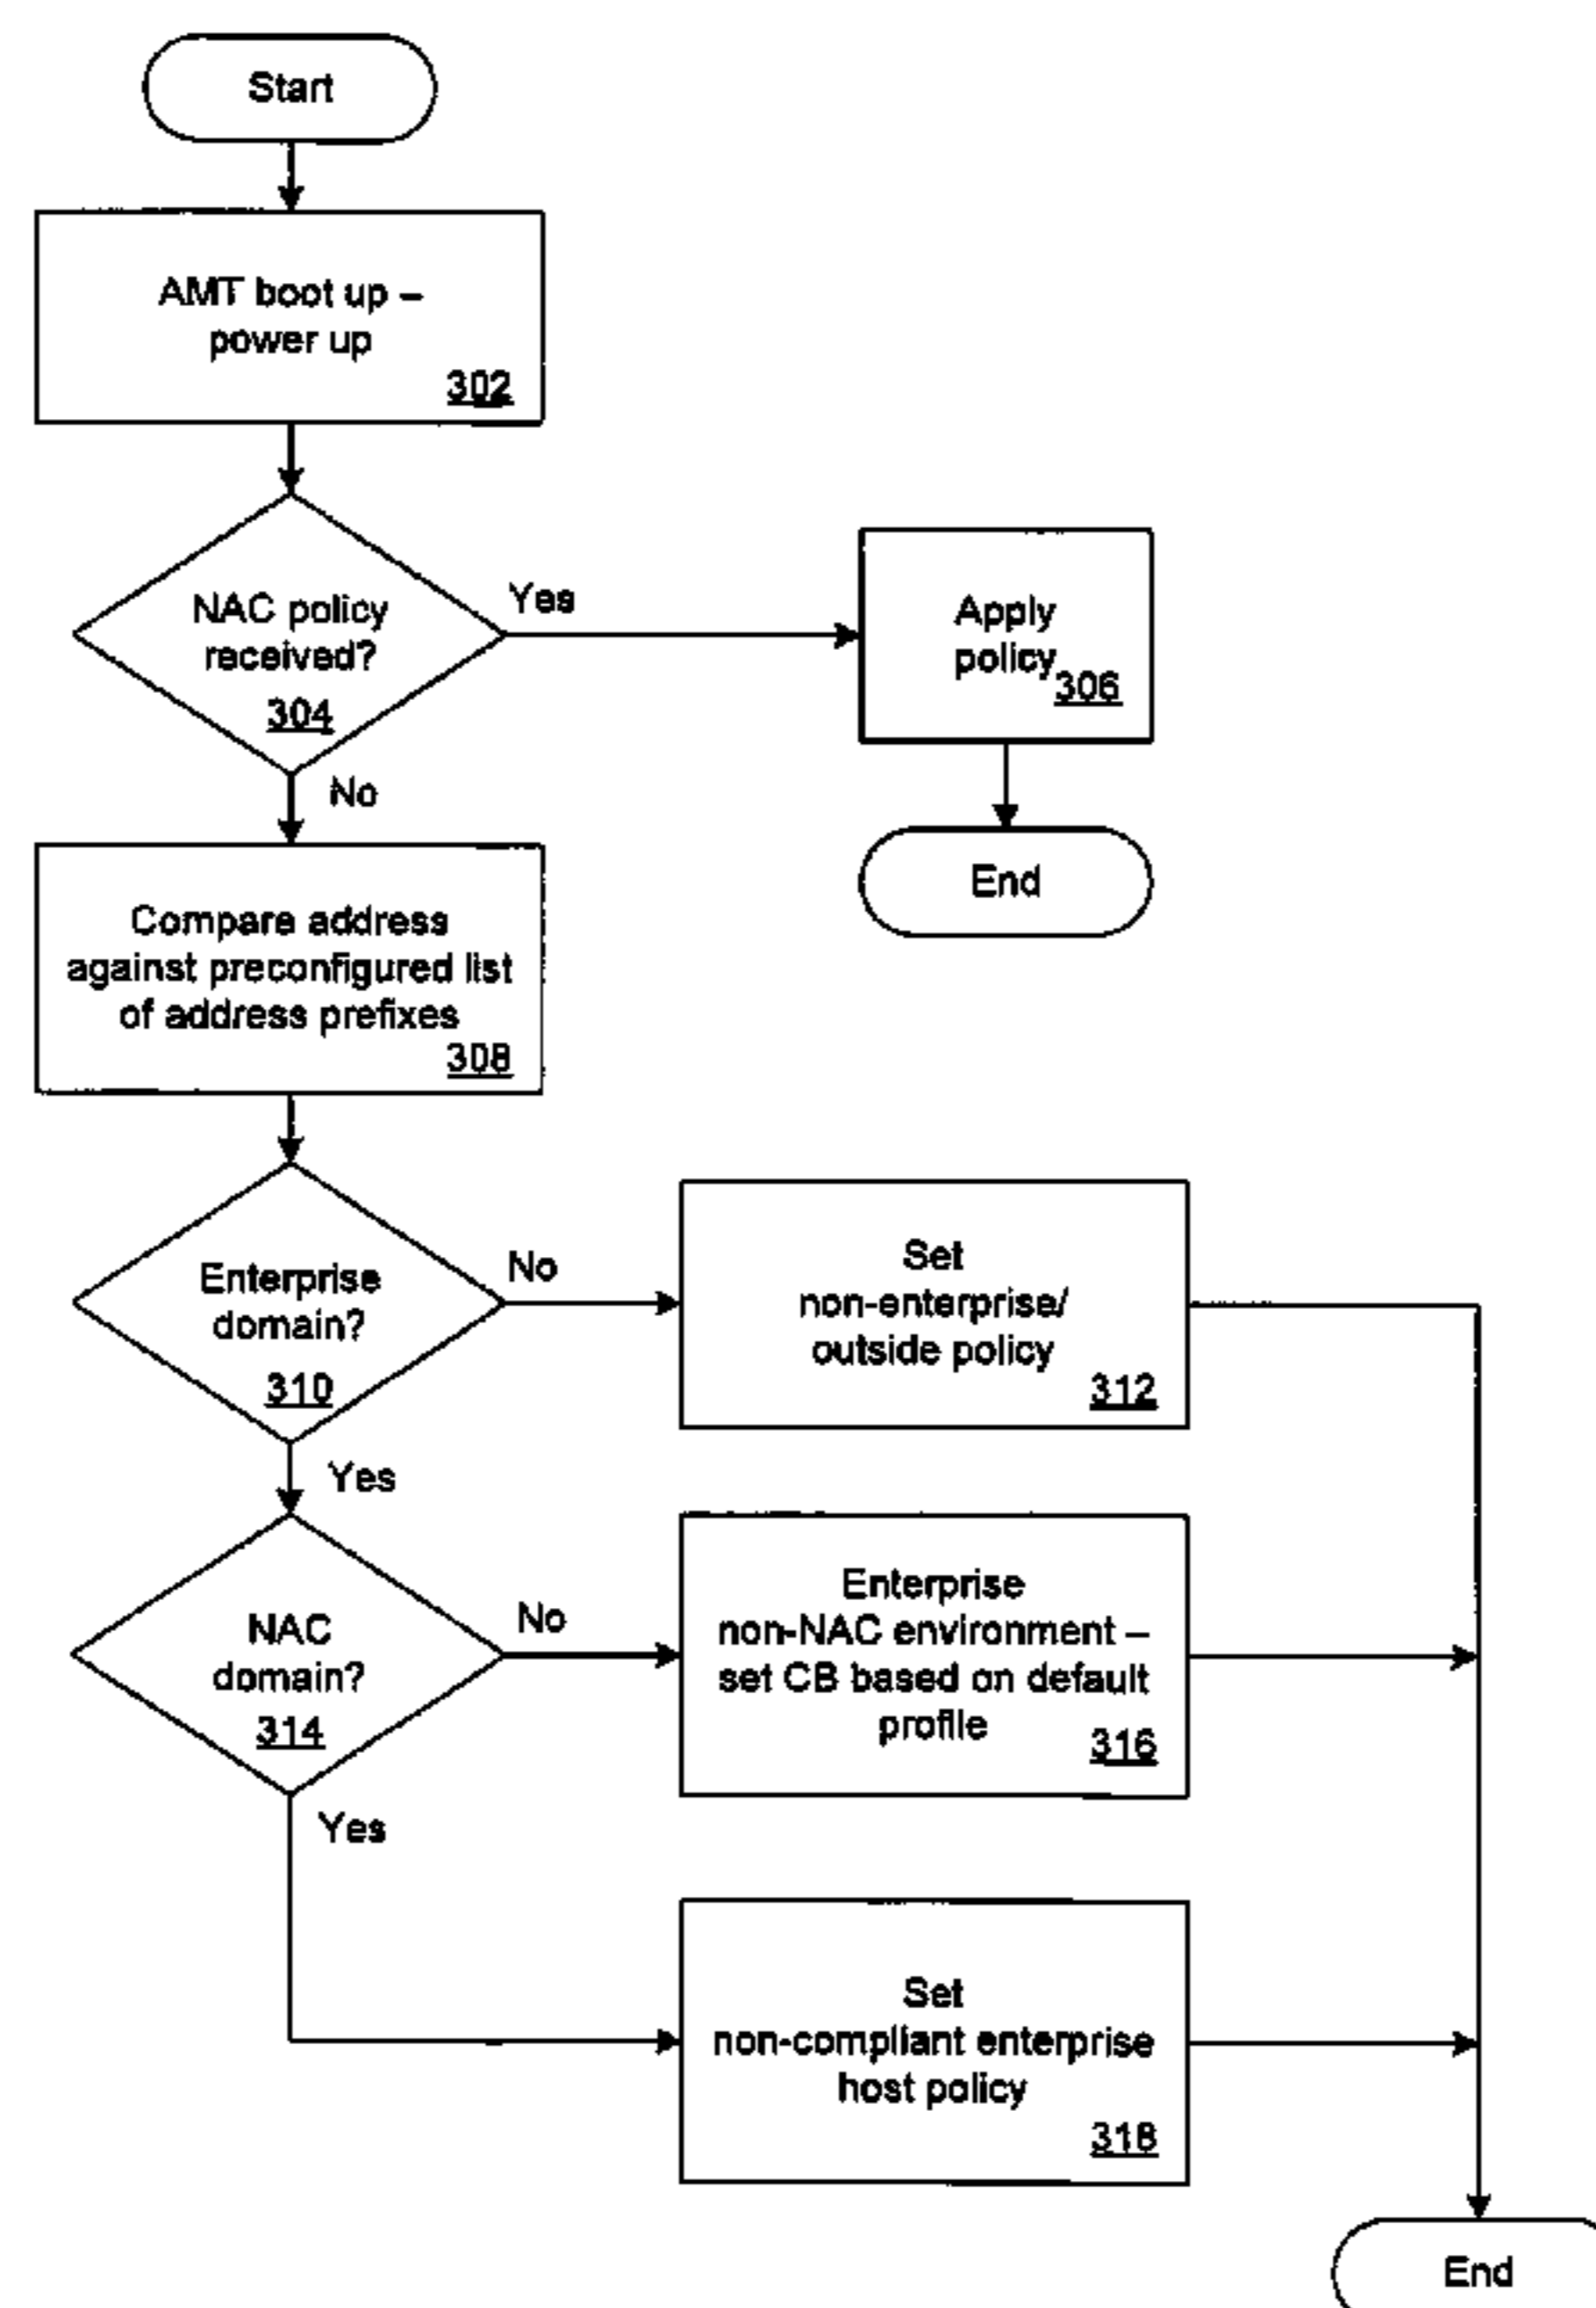 Start
AMT boot up –
power up
302
NAC policy
received?
304
Yes
Apply
policy
306
No
End
Compare address
against preconfigured list
of address prefixes
308
Enterprise
domain?
310
No
Set
non-enterprise/
outside policy
312
Yes
NAC
domain?
314
No
Enterprise
non-NAC environment –
set CB based on default
profile
316
Yes
Set
non-compliant enterprise
host policy
318
End